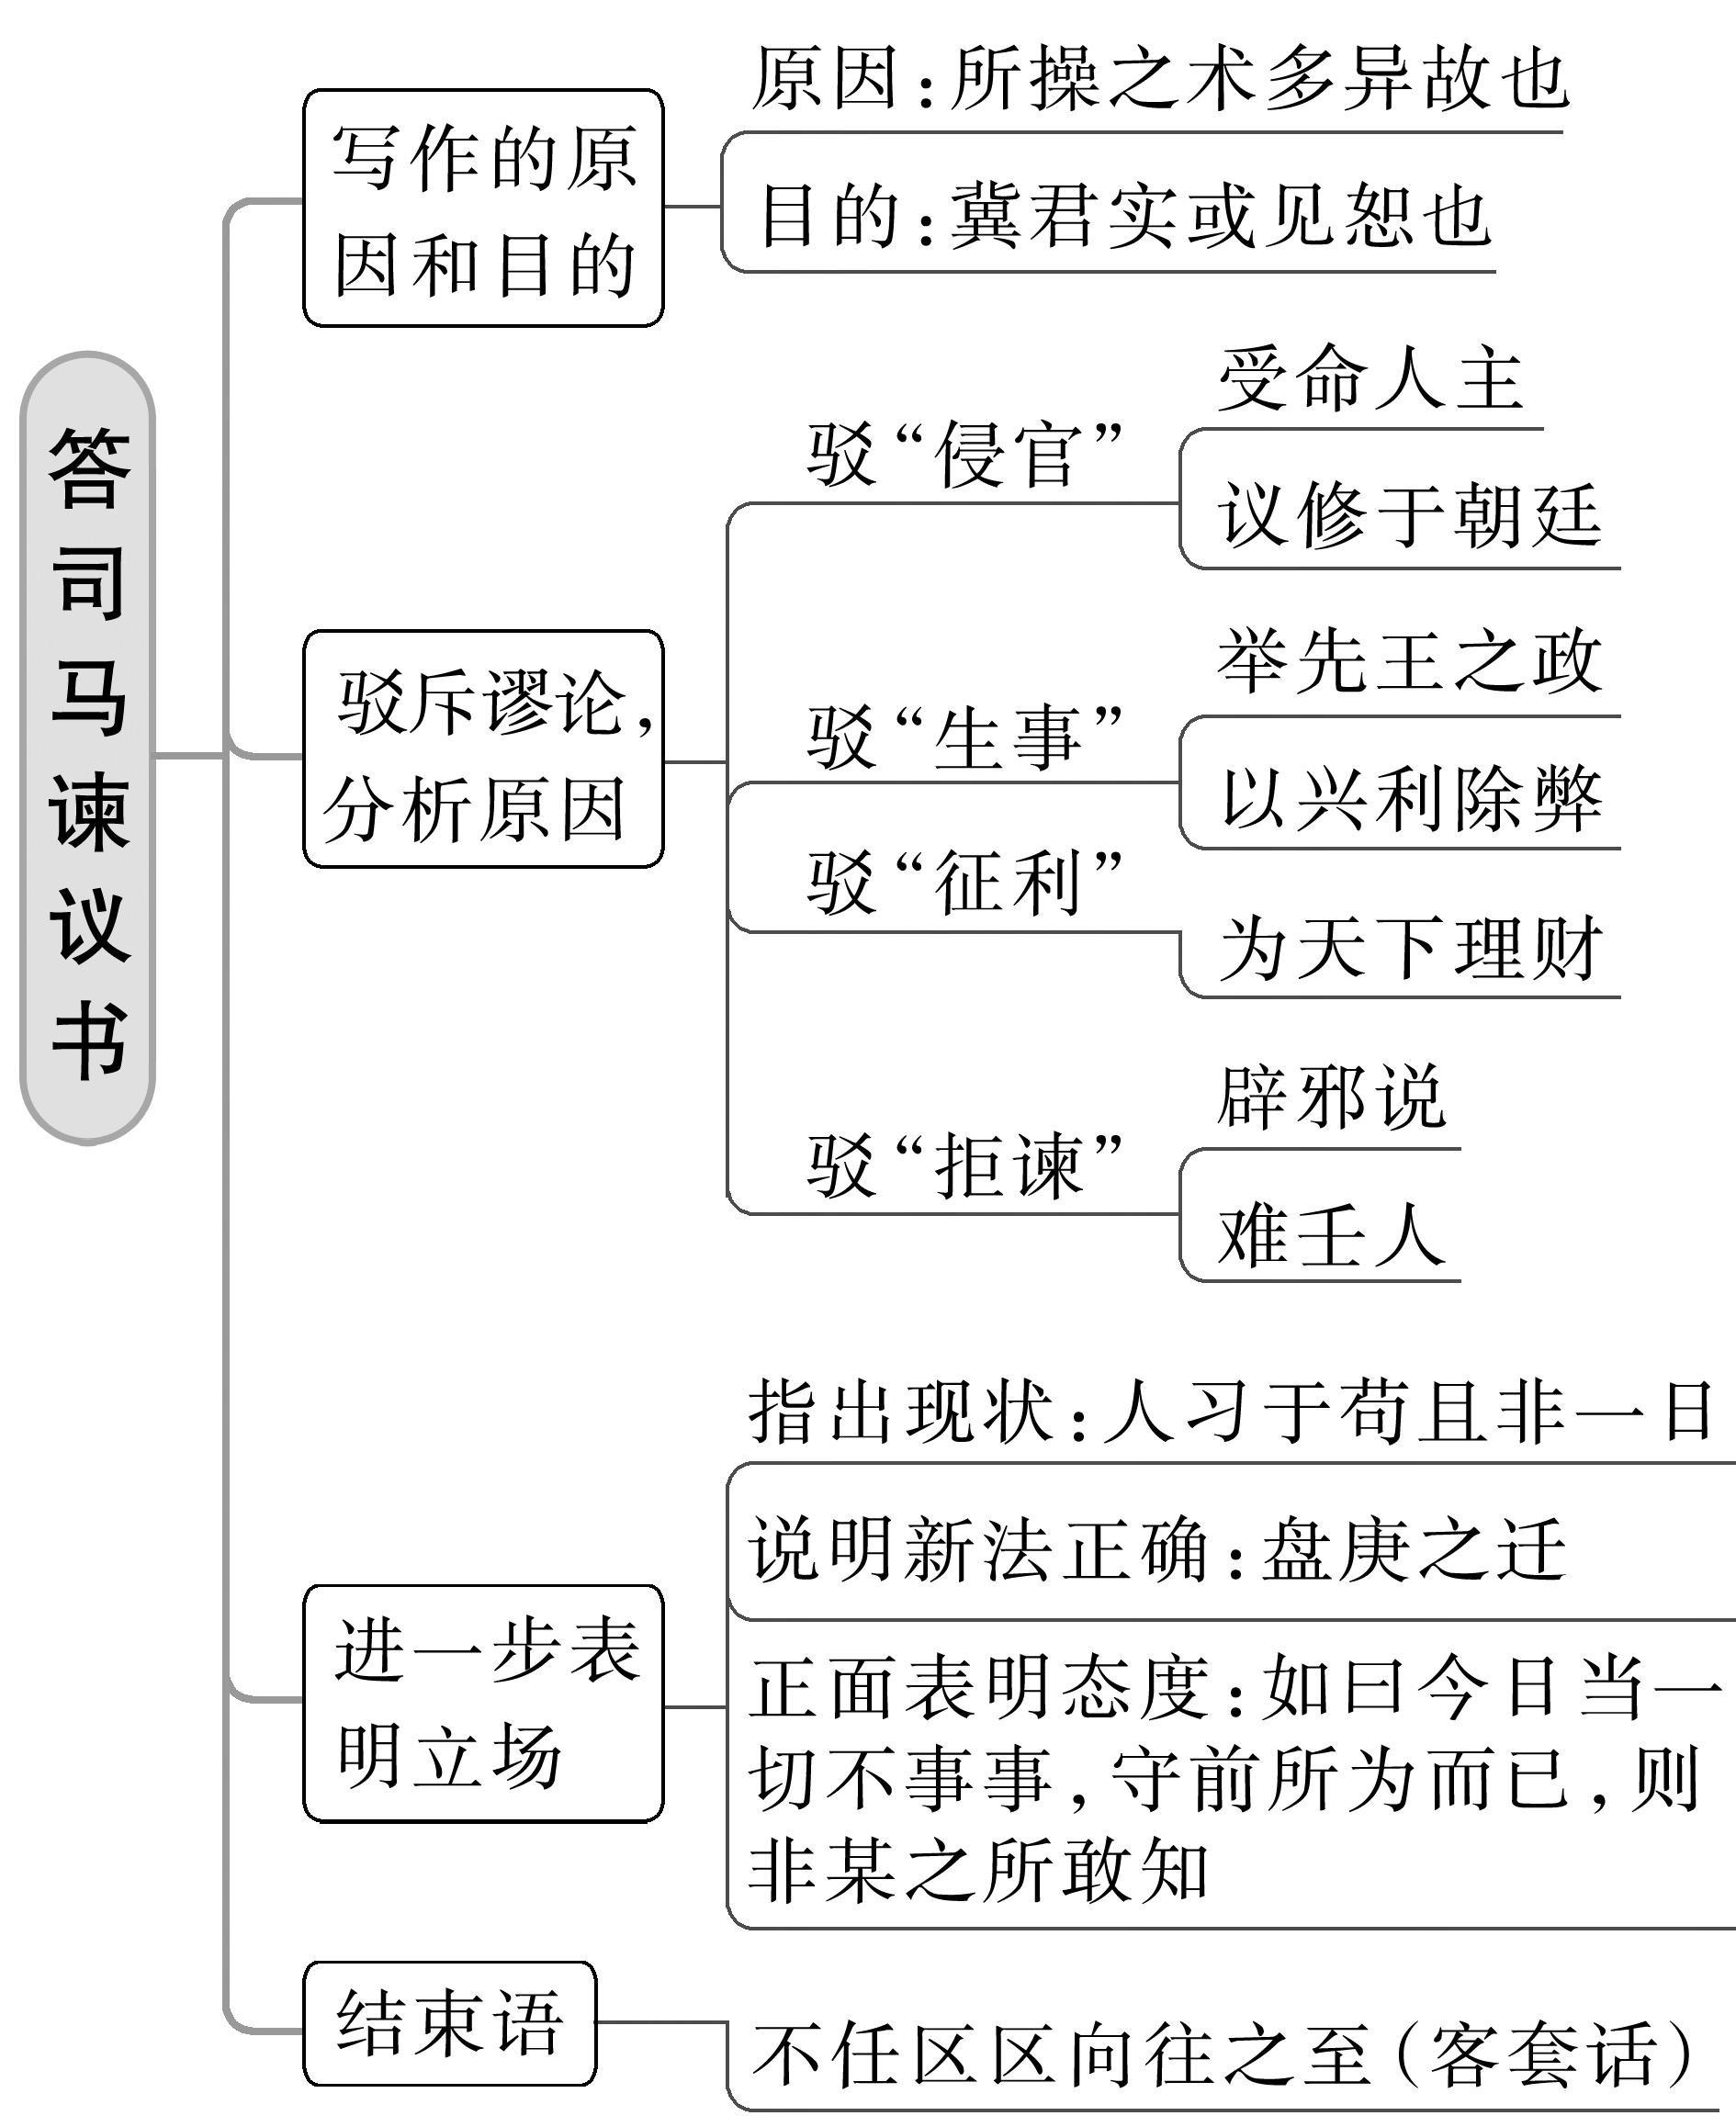 答司马谏议书
写作的原
因和目的
原因：所操之术多异故也
目的：冀君实或见恕也
驳斥谬论，
分析原因
驳“侵官”
受命人主
议修于朝廷
驳“生事”
举先王之政
以兴利除弊
驳“征利”
为天下理财
驳“拒谏”
辟邪说
难壬人
进一步表
明立场
指出现状：人习于苟且非一日
说明新法正确：盘庚之迁
正面表明态度：如曰今日当一
切不事事，守前所为而已，则
非某之所敢知
结束语
不任区区向往之至（客套话）